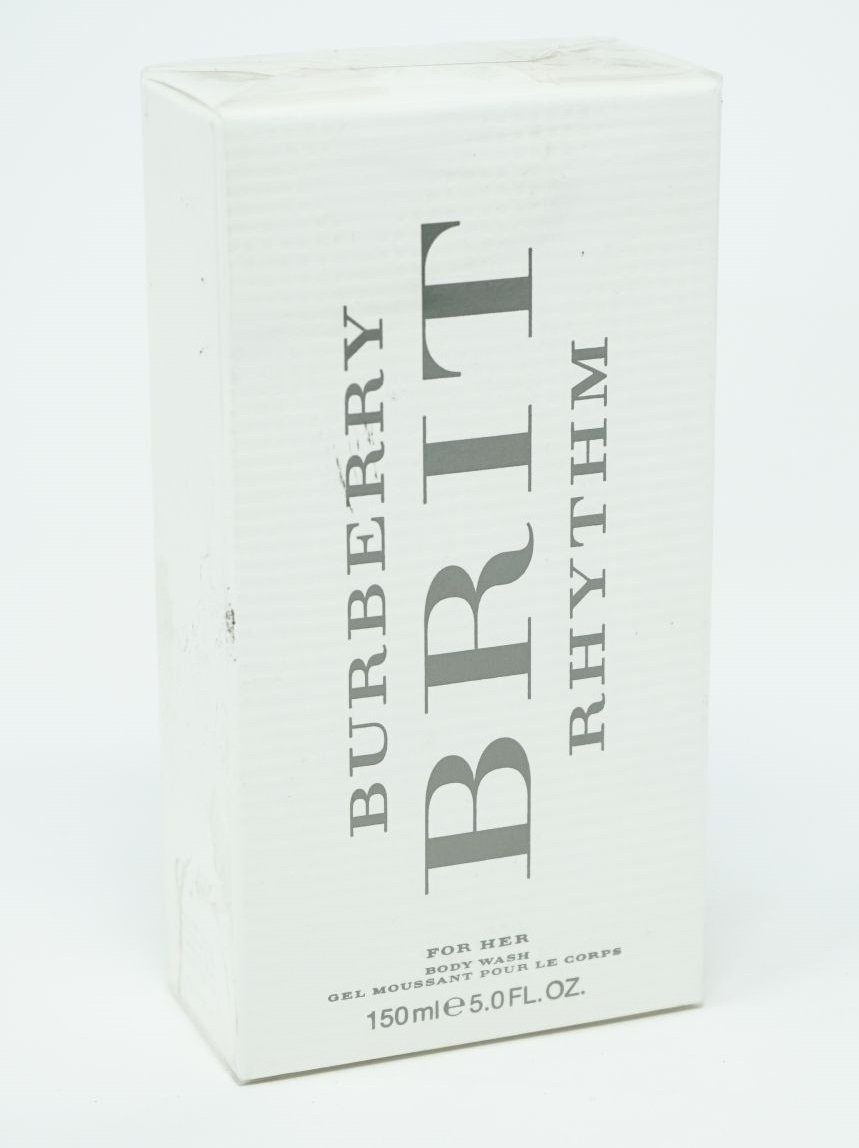 BURBERRY
BRIT
RHYTHM
FOR HER
BODY WASH
GEL MOUSSANT POUR LE CORPS
150ml℮5.0FL.OZ.